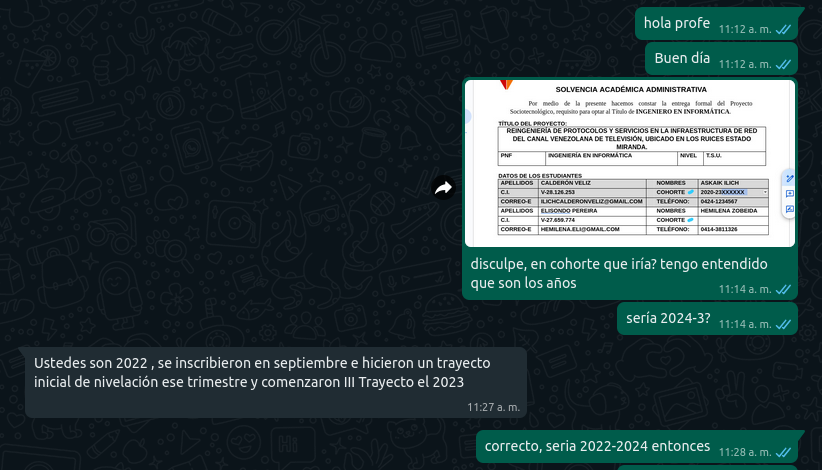 hola profe 11:12 a. m.
Buen día 11:12 a. m.
SOLVENCIA ACADÉMICA ADMINISTRATIVA
Por medio de la presente hacemos constar la entrega formal del Proyecto
Sociotecnológico, requisito para optar al Título de INGENIERO EN INFORMÁTICA.
TÍTULO DEL PROYECTO:
REINGENIERÍA DE PROTOCOLOS Y SERVICIOS EN LA INFRAESTRUCTURA DE RED
DEL CANAL VENEZOLANA DE TELEVISIÓN, UBICADO EN LOS RUICES ESTADO
MIRANDA.
PNF INGENIERÍA EN INFORMÁTICA NIVEL T.S.U.
DATOS DE LOS ESTUDIANTES
APELLIDOS CALDERÓN VELIZ NOMBRES ASKAIK ILICH
C.I. V-28.126.253 COHORTE 2020-23XXXXXX
CORREO-E ILICHCALDERONVELIZ@GMAIL.COM TELÉFONO: 0424-1234567
APELLIDOS ELISONDO PEREIRA NOMBRES HEMILENA ZOBEIDA
C.I. V-27.659.774 COHORTE
CORREO-E HEMILENA.ELI@GMAIL.COM TELÉFONO: 0414-3811326
disculpe, en cohorte que iría? tengo entendido
que son los años 11:14 a. m.
sería 2024-3? 11:14 a. m.
Ustedes son 2022 , se inscribieron en septiembre e hicieron un trayecto
inicial de nivelación ese trimestre y comenzaron III Trayecto el 2023
11:27 a. m.
correcto, seria 2022-2024 entonces 11:28 a. m.